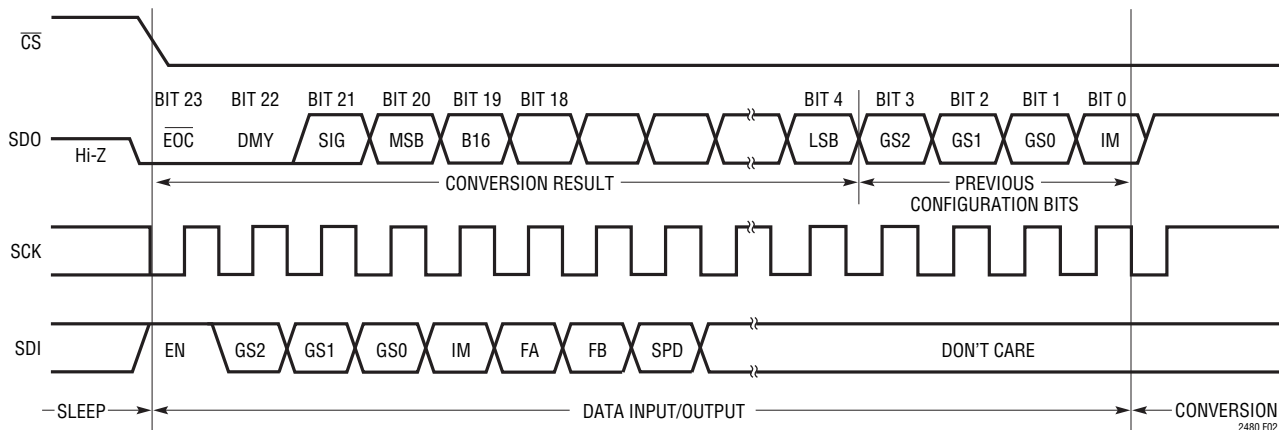 CS
BIT 23 BIT 22 BIT 21 BIT 20 BIT 19 BIT 18 BIT 4 BIT 3 BIT 2 BIT 1 BIT 0
SDO Hi-Z EOC DMY SIG MSB B16 LSB GS2 GS1 GS0 IM
CONVERSION RESULT
PREVIOUS
CONFIGURATION BITS
SCK
SDI EN GS2 GS1 GS0 IM FA FB SPD DON'T CARE
SLEEP DATA INPUT/OUTPUT CONVERSION
2480 F02